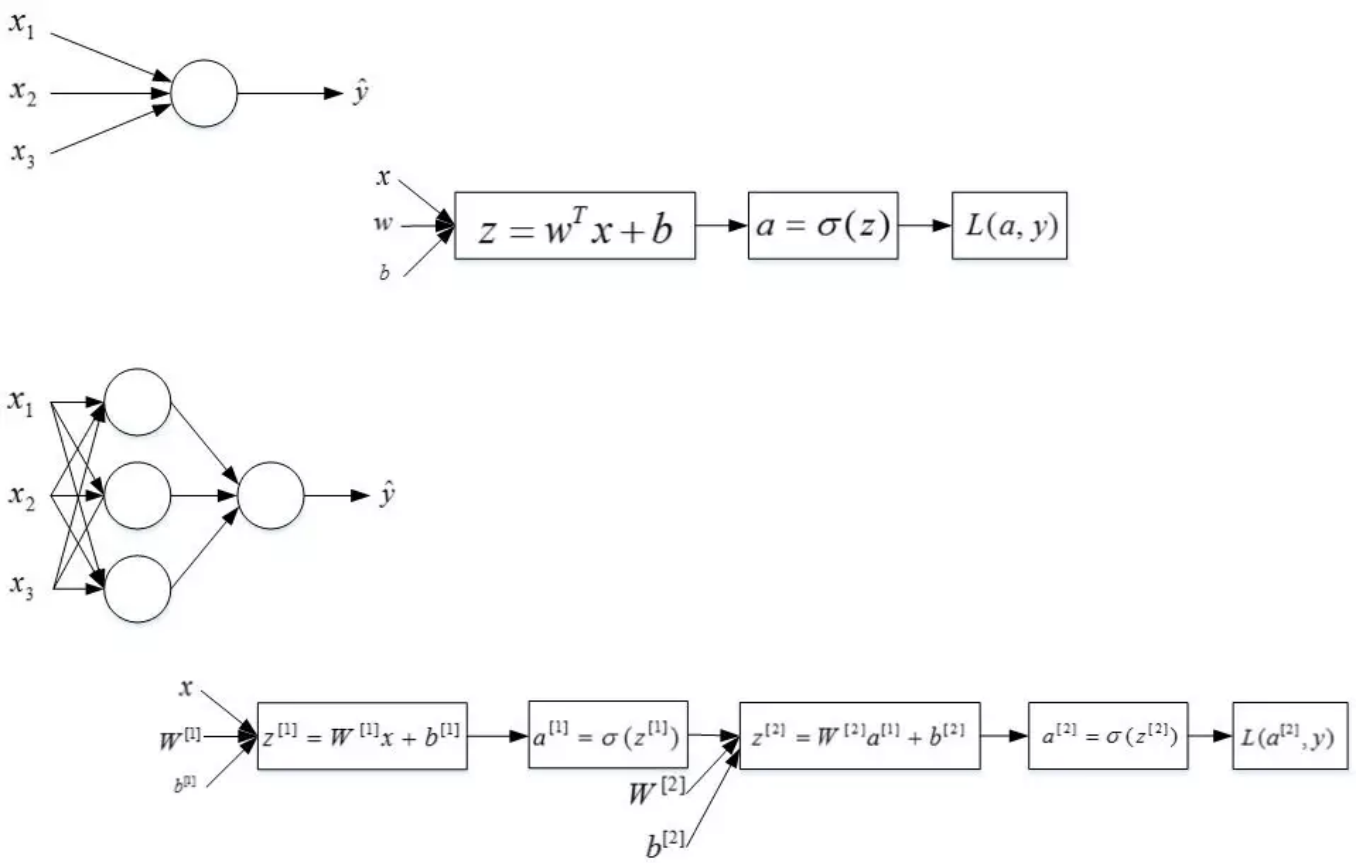 x₁
x₂ ŷ
x₃
x
w z = wᵀx + b a = σ(z) L(a, y)
b
x₁
x₂ ŷ
x₃
x
W^[1] z^[1] = W^[1]x + b^[1] a^[1] = σ(z^[1]) z^[2] = W^[2]a^[1] + b^[2] a^[2] = σ(z^[2]) L(a^[2], y)
b^[1]
W^[2]
b^[2]